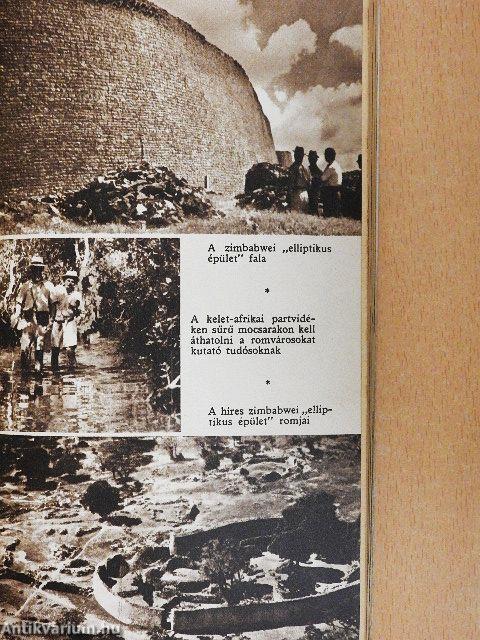 A zimbabwei „elliptikus
épület" fala
*
A kelet-afrikai partvidé-
ken sűrű mocsarakon kell
áthatolni a romvárosokat
kutató tudósoknak
*
A híres zimbabwei „ellip-
tikus épület" romjai
Antikvarium.hu